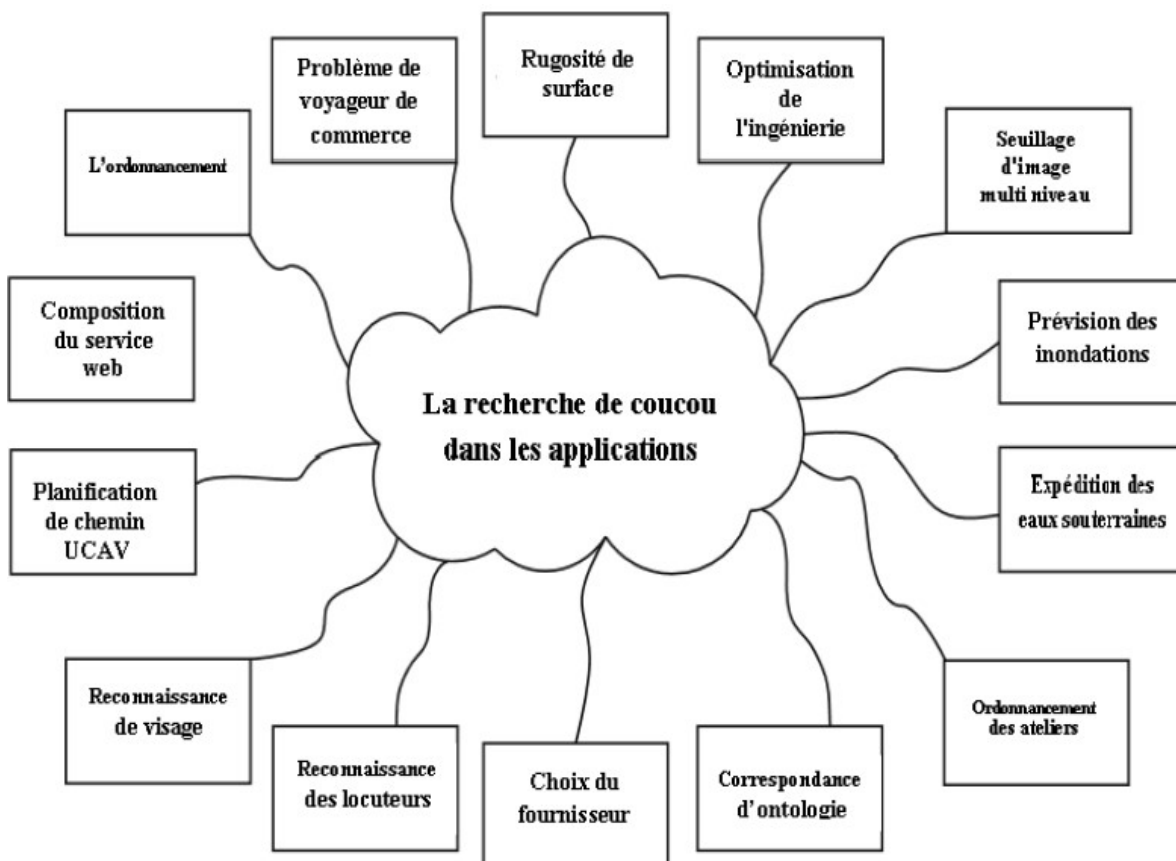 Problème de
voyageur de
commerce
Rugosité de
surface
Optimisation
de
l'ingénierie
L'ordonnancement
Seuillage
d'image
multi niveau
Composition
du service
web
Prévision des
inondations
La recherche de coucou
dans les applications
Planification
de chemin
UCAV
Expédition des
eaux souterraines
Reconnaissance
de visage
Ordonnancement
des ateliers
Reconnaissance
des locuteurs
Choix du
fournisseur
Correspondance
d'ontologie